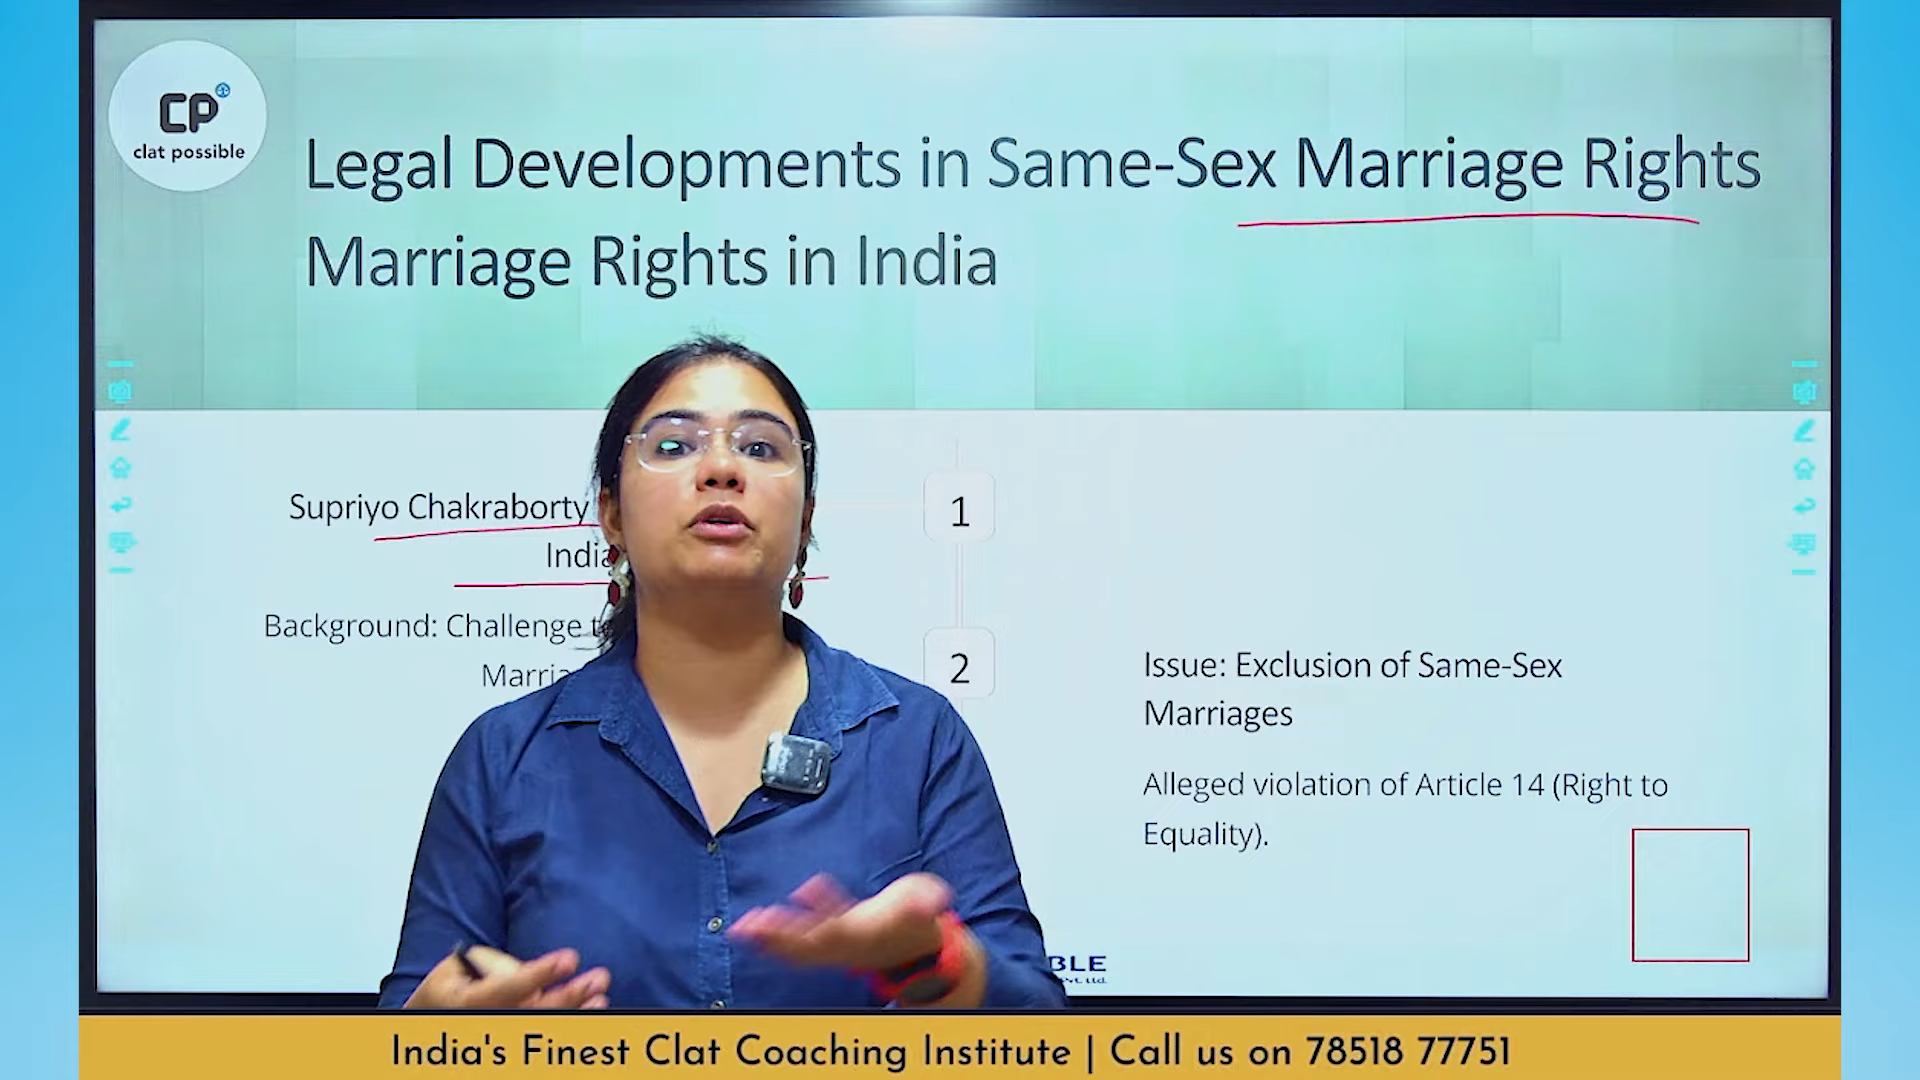 CP
clat possible
Legal Developments in Same-Sex Marriage Rights
Marriage Rights in India
Supriyo Chakraborty
India
Background: Challenge
1
2
Issue: Exclusion of Same-Sex
Marriages
Alleged violation of Article 14 (Right to
Equality).
India's Finest Clat Coaching Institute | Call us on 78518 77751